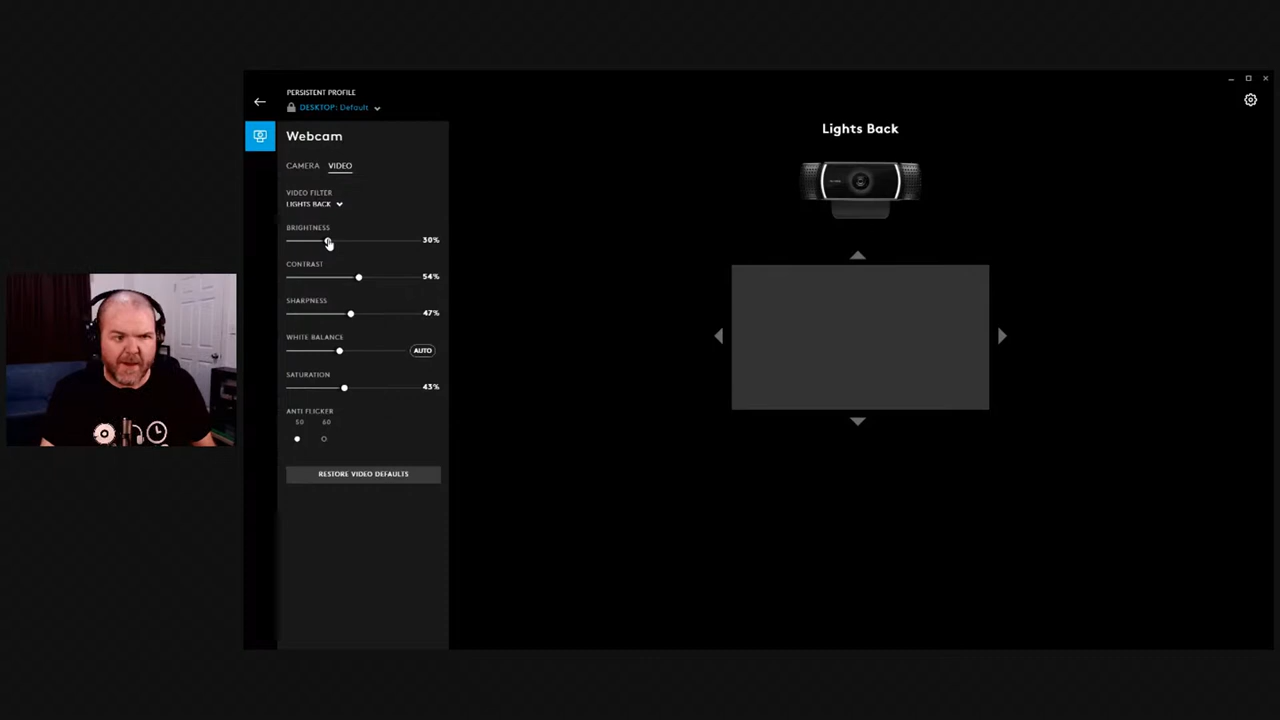 PERSISTENT PROFILE
DESKTOP: Default
Webcam
CAMERA VIDEO
VIDEO FILTER
LIGHTS BACK
BRIGHTNESS
30%
CONTRAST
54%
SHARPNESS
47%
WHITE BALANCE
AUTO
SATURATION
43%
ANTI FLICKER
50 60
RESTORE VIDEO DEFAULTS
Lights Back